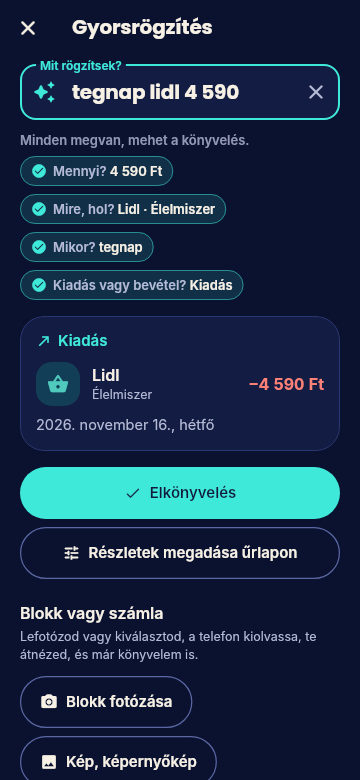 Gyorsrögzítés
Mit rögzítsek?
tegnap lidl 4 590
Minden megvan, mehet a könyvelés.
Mennyi? 4 590 Ft
Mire, hol? Lidl · Élelmiszer
Mikor? tegnap
Kiadás vagy bevétel? Kiadás
Kiadás
Lidl
Élelmiszer
−4 590 Ft
2026. november 16., hétfő
Elkönyvelés
Részletek megadása űrlapon
Blokk vagy számla
Lefotózod vagy kiválasztod, a telefon kiolvassa, te
átnézed, és már könyvelem is.
Blokk fotózása
Kép, képernyőkép